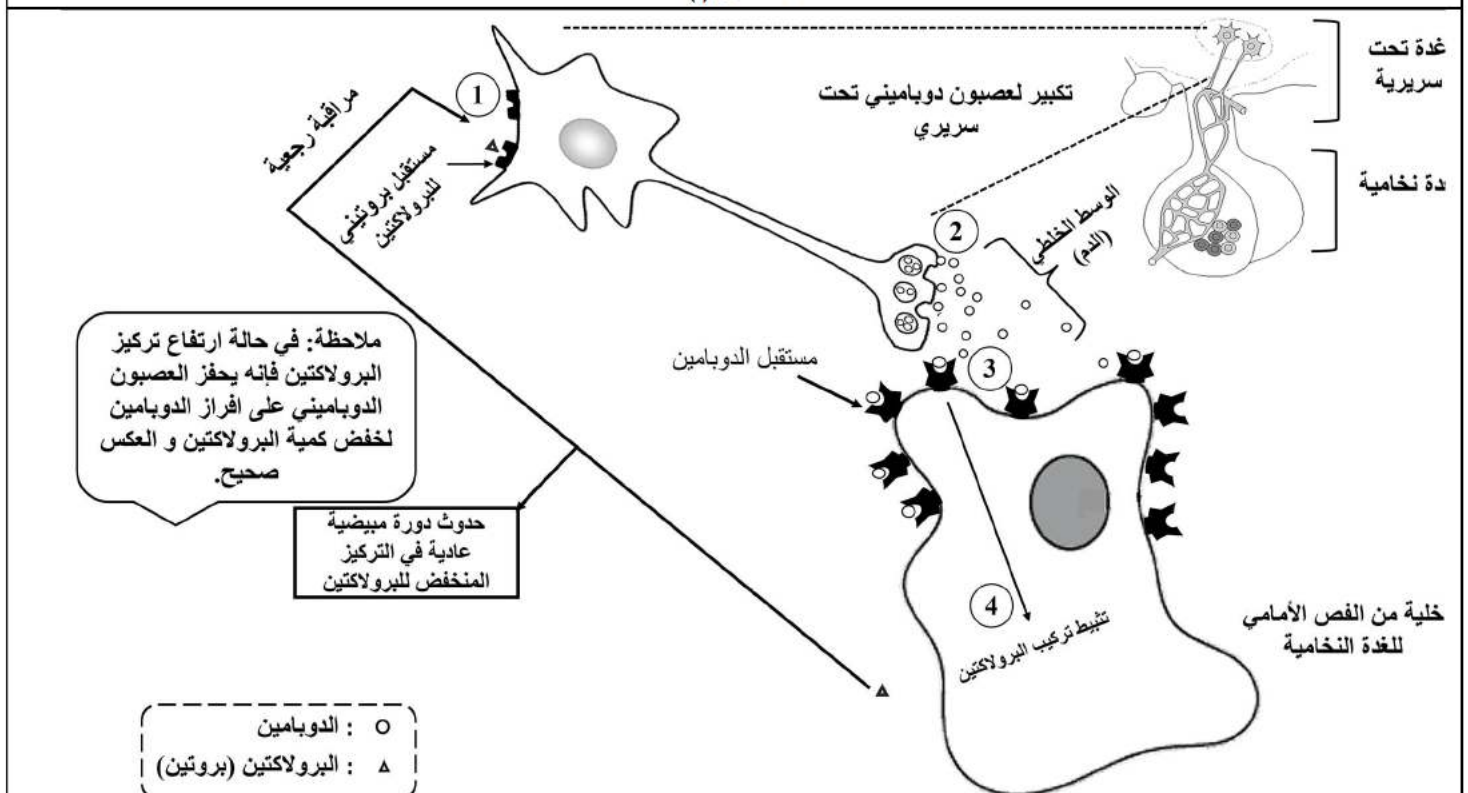 غدة تحت
سريرية
تكبير لعصبون دوباميني تحت
سريري
دة نخامية
1
مراقبة رجعية
مستقبل بروتيني
للبرولاكتين
2
الوسط الخلطي
(الدم)
ملاحظة: في حالة ارتفاع تركيز
البرولاكتين فإنه يحفز العصبون
الدوباميني على افراز الدوبامين
لخفض كمية البرولاكتين و العكس
صحيح.
مستقبل الدوبامين
3
حدوث دورة مبيضية
عادية في التركيز
المنخفض للبرولاكتين
4
تثبيط تركيب البرولاكتين
خلية من الفص الأمامي
للغدة النخامية
: الدوبامين
: البرولاكتين (بروتين)